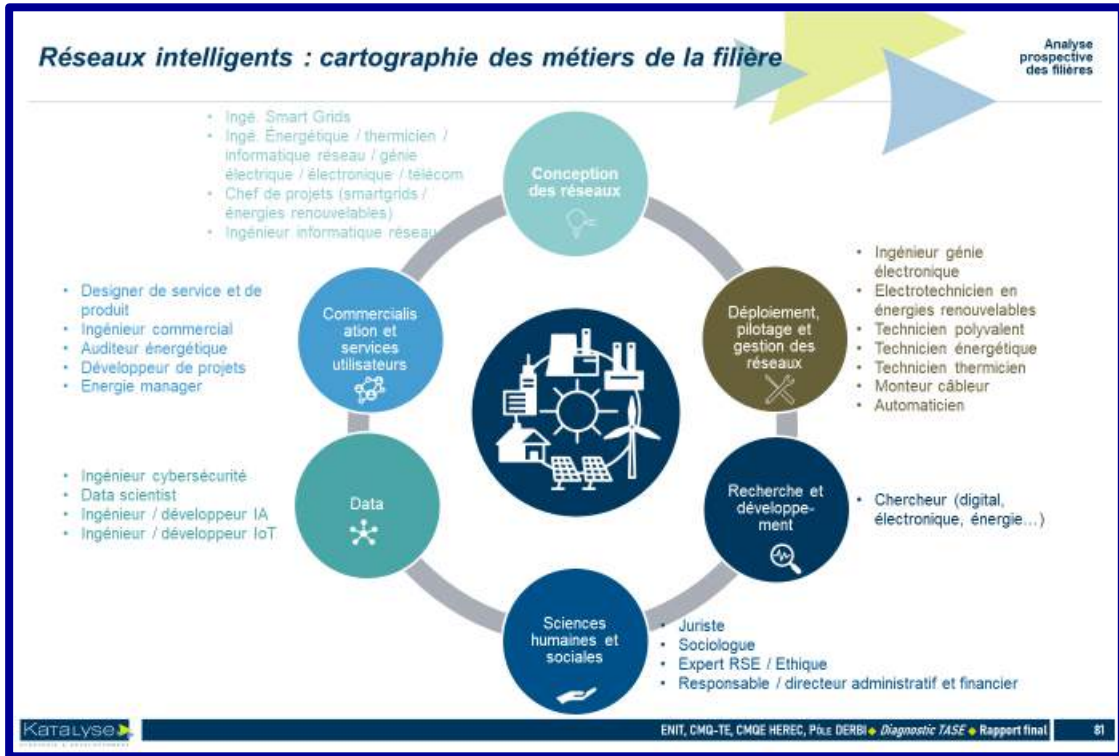 Réseaux intelligents : cartographie des métiers de la filière
Analyse
prospective
des filières
• Ingé. Smart Grids
• Ingé. Énergétique / thermicien /
informatique réseau / génie
électrique / électronique / télécom
• Chef de projets (smartgrids /
énergies renouvelables)
• Ingénieur informatique réseau
Conception
des réseaux
• Ingénieur génie
électronique
• Electrotechnicien en
énergies renouvelables
• Technicien polyvalent
• Technicien énergétique
• Technicien thermicien
• Monteur câbleur
• Automaticien
Déploiement,
pilotage et
gestion des
réseaux
• Designer de service et de
produit
• Ingénieur commercial
• Auditeur énergétique
• Développeur de projets
• Energie manager
Commercialis
ation et
services
utilisateurs
• Ingénieur cybersécurité
• Data scientist
• Ingénieur / développeur IA
• Ingénieur / développeur IoT
Data
Recherche et
développe-
ment
• Chercheur (digital,
électronique, énergie…)
Sciences
humaines et
sociales
• Juriste
• Sociologue
• Expert RSE / Ethique
• Responsable / directeur administratif et financier
KATALYSE
ENIT, CMQ-TE, CMQE HEREC, PÔLE DERBI ◆ Diagnostic TASE ◆ Rapport final 81